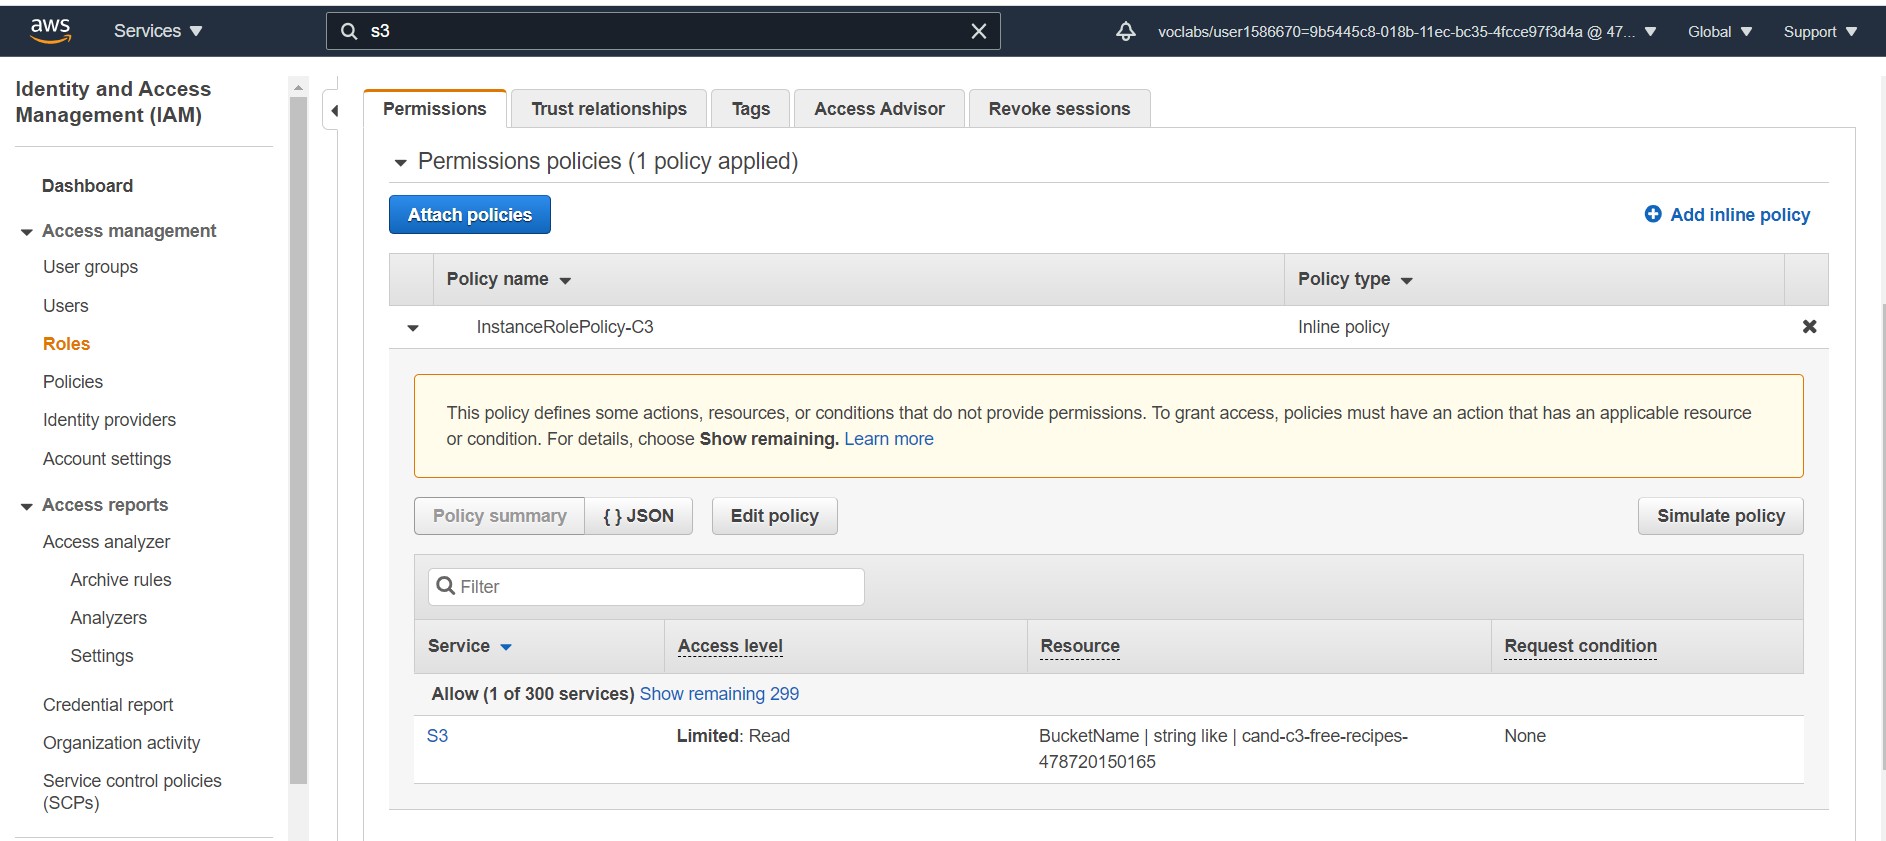 aws
Services
s3
voclabs/user1586670=9b5445c8-018b-11ec-bc35-4fcce97f3d4a @ 47...
Global
Support
Identity and Access
Management (IAM)
Dashboard
Access management
User groups
Users
Roles
Policies
Identity providers
Account settings
Access reports
Access analyzer
Archive rules
Analyzers
Settings
Credential report
Organization activity
Service control policies
(SCPs)
Permissions
Trust relationships
Tags
Access Advisor
Revoke sessions
Permissions policies (1 policy applied)
Attach policies
Add inline policy
Policy name
Policy type
InstanceRolePolicy-C3
Inline policy
This policy defines some actions, resources, or conditions that do not provide permissions. To grant access, policies must have an action that has an applicable resource
or condition. For details, choose Show remaining. Learn more
Policy summary
{ } JSON
Edit policy
Simulate policy
Filter
Service
Access level
Resource
Request condition
Allow (1 of 300 services) Show remaining 299
S3
Limited: Read
BucketName | string like | cand-c3-free-recipes-
478720150165
None